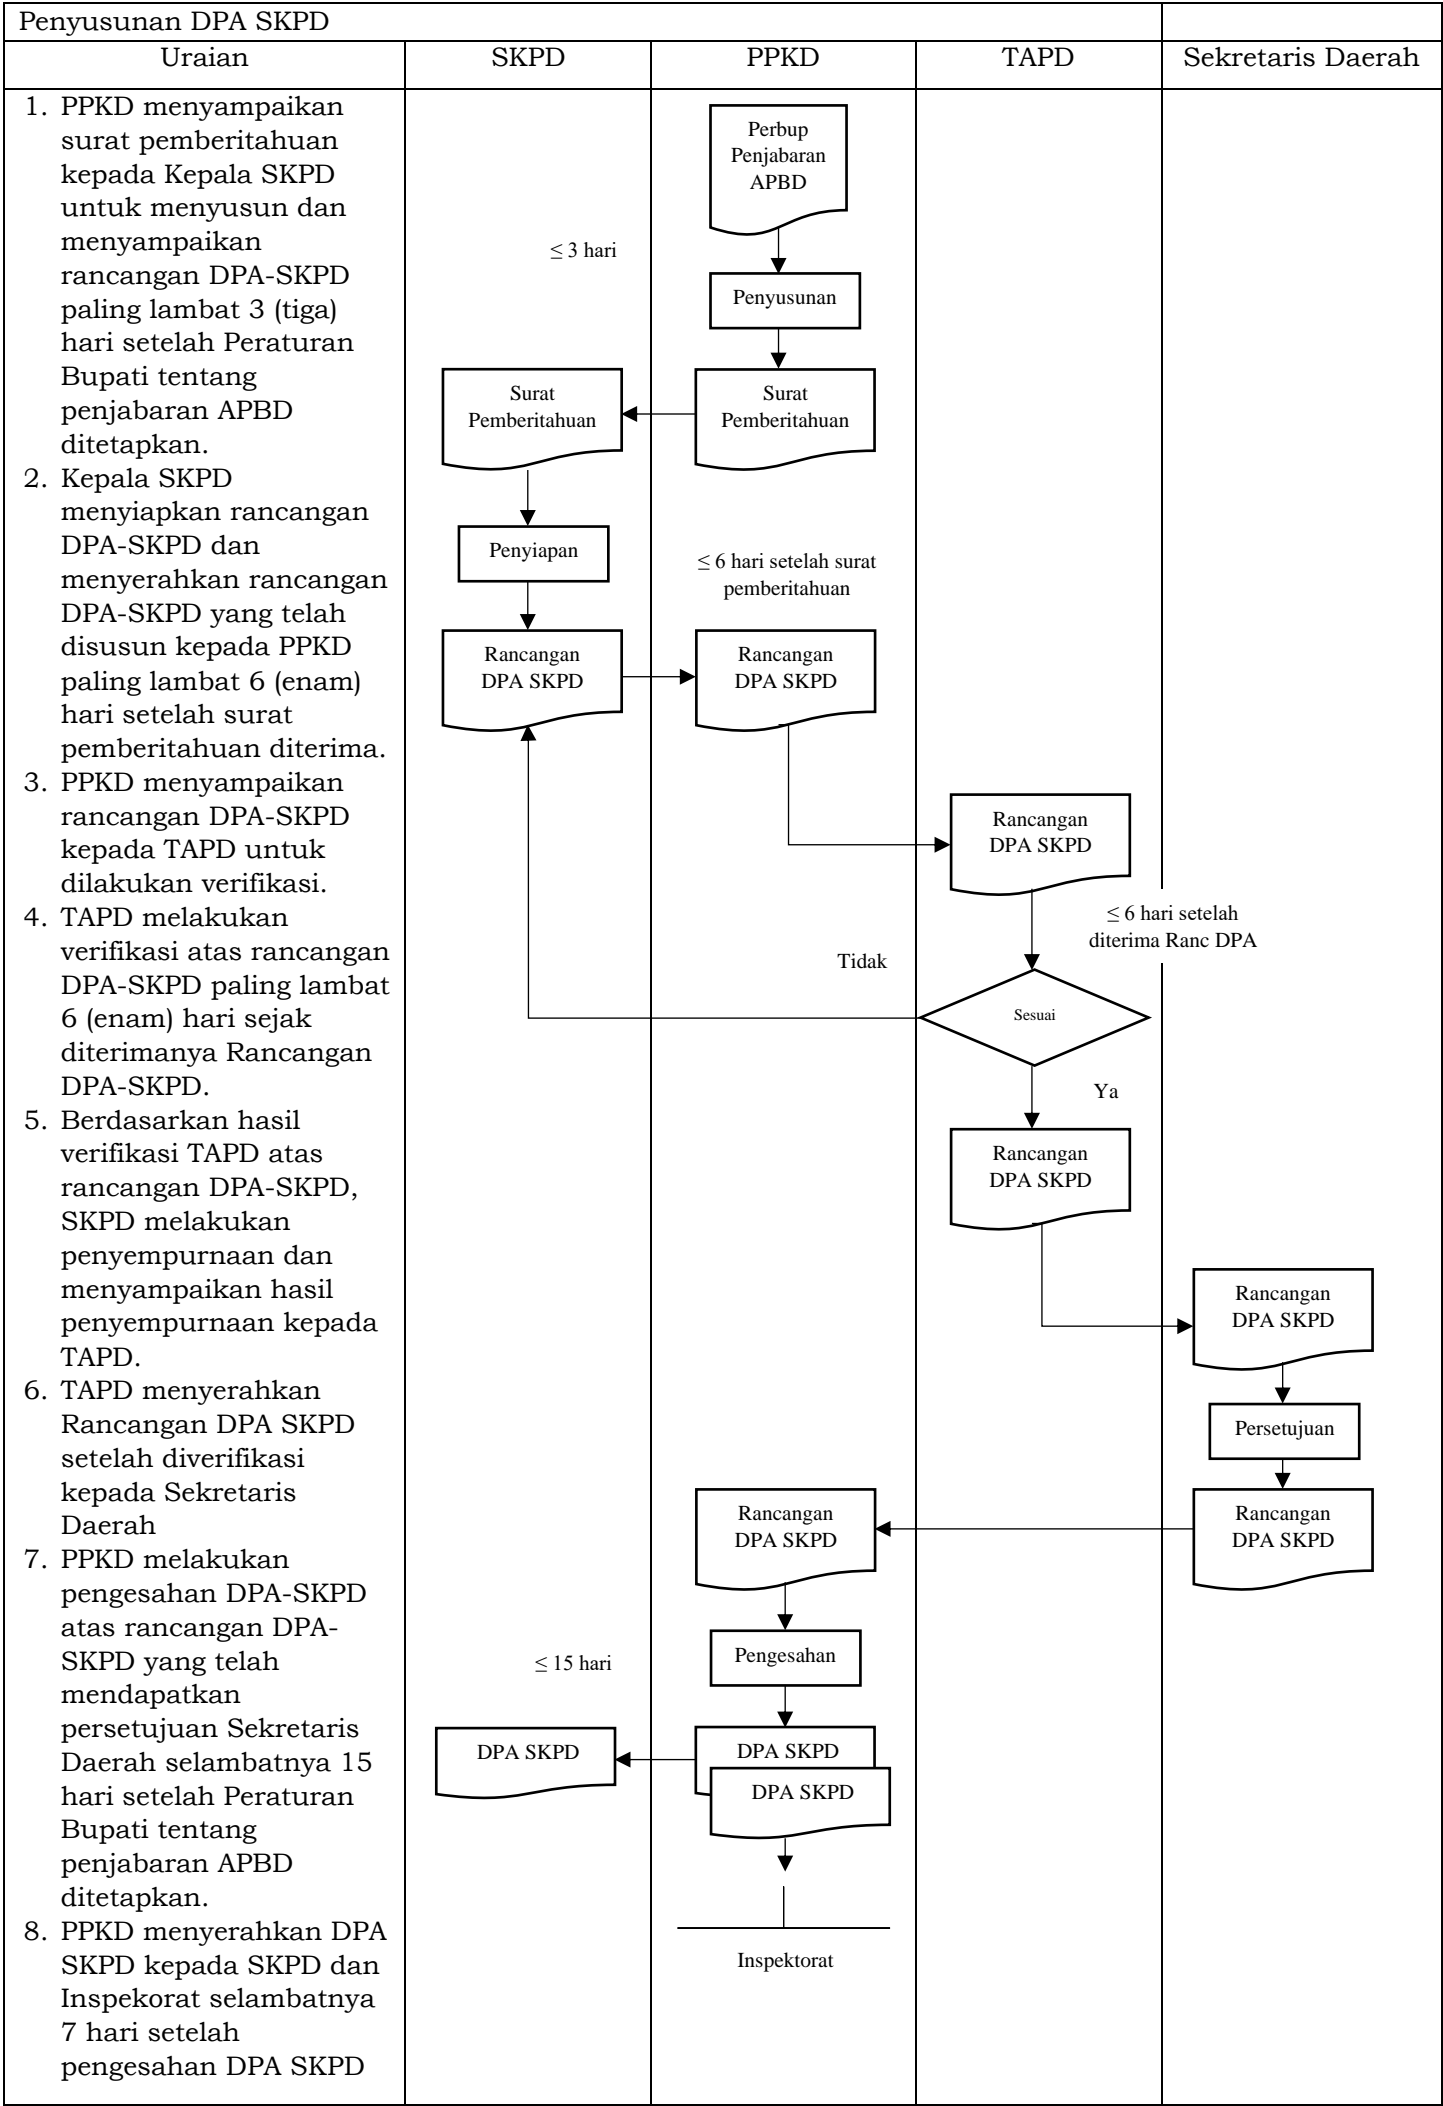 Penyusunan DPA SKPD
Uraian
SKPD
PPKD
TAPD
Sekretaris Daerah
1. PPKD menyampaikan
surat pemberitahuan
kepada Kepala SKPD
untuk menyusun dan
menyampaikan
rancangan DPA-SKPD
paling lambat 3 (tiga)
hari setelah Peraturan
Bupati tentang
penjabaran APBD
ditetapkan.
2. Kepala SKPD
menyiapkan rancangan
DPA-SKPD dan
menyerahkan rancangan
DPA-SKPD yang telah
disusun kepada PPKD
paling lambat 6 (enam)
hari setelah surat
pemberitahuan diterima.
3. PPKD menyampaikan
rancangan DPA-SKPD
kepada TAPD untuk
dilakukan verifikasi.
4. TAPD melakukan
verifikasi atas rancangan
DPA-SKPD paling lambat
6 (enam) hari sejak
diterimanya Rancangan
DPA-SKPD.
5. Berdasarkan hasil
verifikasi TAPD atas
rancangan DPA-SKPD,
SKPD melakukan
penyempurnaan dan
menyampaikan hasil
penyempurnaan kepada
TAPD.
6. TAPD menyerahkan
Rancangan DPA SKPD
setelah diverifikasi
kepada Sekretaris
Daerah
7. PPKD melakukan
pengesahan DPA-SKPD
atas rancangan DPA-
SKPD yang telah
mendapatkan
persetujuan Sekretaris
Daerah selambatnya 15
hari setelah Peraturan
Bupati tentang
penjabaran APBD
ditetapkan.
8. PPKD menyerahkan DPA
SKPD kepada SKPD dan
Inspekorat selambatnya
7 hari setelah
pengesahan DPA SKPD
Perbup
Penjabaran
APBD
≤ 3 hari
Penyusunan
Surat
Pemberitahuan
Surat
Pemberitahuan
Penyiapan
≤ 6 hari setelah surat
pemberitahuan
Rancangan
DPA SKPD
Rancangan
DPA SKPD
Rancangan
DPA SKPD
≤ 6 hari setelah
diterima Ranc DPA
Tidak
Sesuai
Ya
Rancangan
DPA SKPD
Rancangan
DPA SKPD
Persetujuan
Rancangan
DPA SKPD
Rancangan
DPA SKPD
Pengesahan
≤ 15 hari
DPA SKPD
DPA SKPD
DPA SKPD
Inspektorat